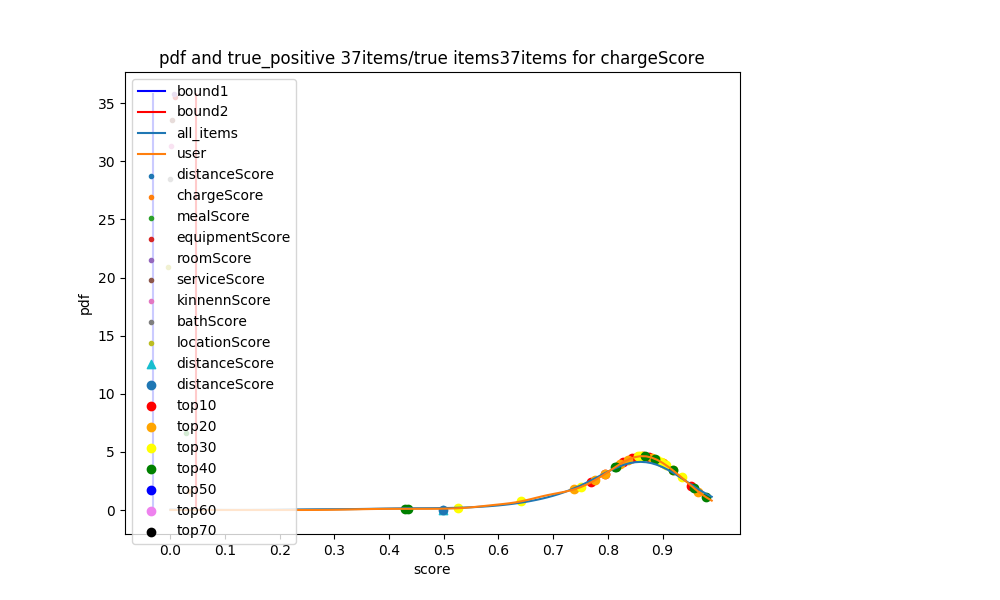 pdf and true_positive 37items/true items37items for chargeScore
bound1
bound2
all_items
user
distanceScore
chargeScore
mealScore
equipmentScore
roomScore
serviceScore
kinnennScore
bathScore
locationScore
distanceScore
distanceScore
top10
top20
top30
top40
top50
top60
top70
35
30
25
20
15
10
5
0
pdf
0.0 0.1 0.2 0.3 0.4 0.5 0.6 0.7 0.8 0.9
score